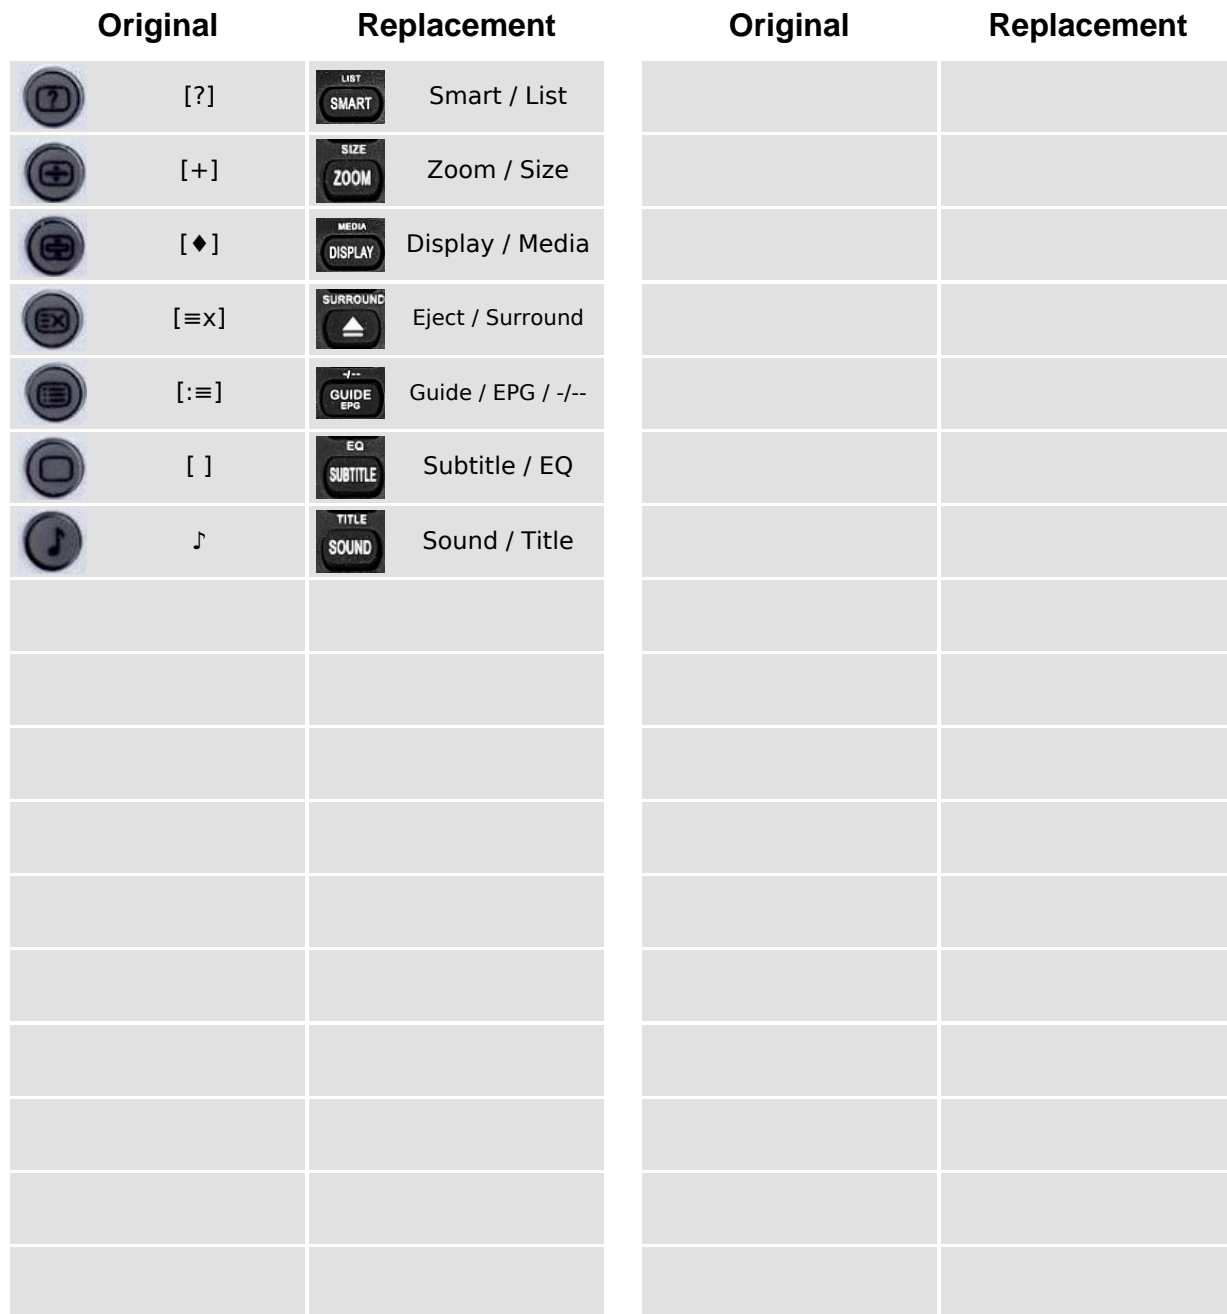 Original Replacement Original Replacement
? [?] LIST SMART Smart / List
[+] SIZE ZOOM Zoom / Size
[♦] MEDIA DISPLAY Display / Media
≡x [≡x] SURROUND Eject / Surround
[:≡] -/-- GUIDE EPG Guide / EPG / -/--
[ ] EQ SUBTITLE Subtitle / EQ
♪ ♪ TITLE SOUND Sound / Title